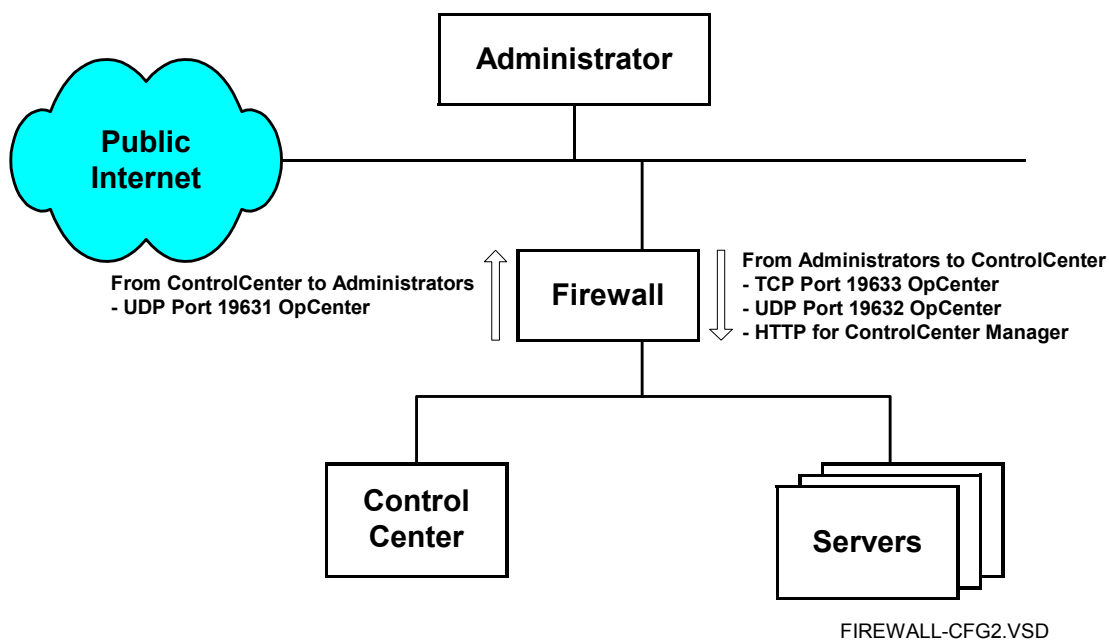 Administrator
Public
Internet
From ControlCenter to Administrators
- UDP Port 19631 OpCenter
Firewall
From Administrators to ControlCenter
- TCP Port 19633 OpCenter
- UDP Port 19632 OpCenter
- HTTP for ControlCenter Manager
Control
Center
Servers
FIREWALL-CFG2.VSD